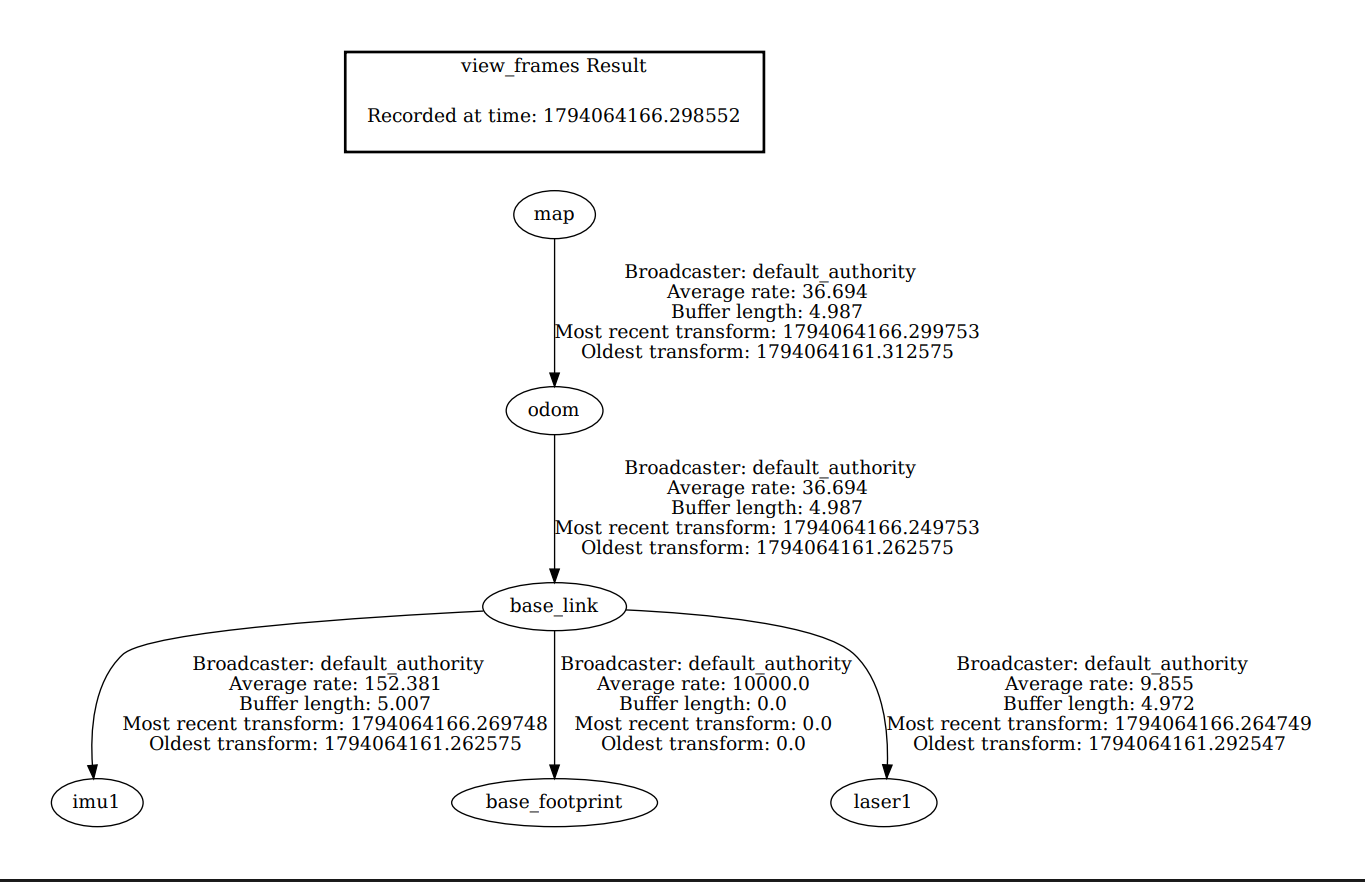 view_frames Result
Recorded at time: 1794064166.298552
map
Broadcaster: default_authority
Average rate: 36.694
Buffer length: 4.987
Most recent transform: 1794064166.299753
Oldest transform: 1794064161.312575
odom
Broadcaster: default_authority
Average rate: 36.694
Buffer length: 4.987
Most recent transform: 1794064166.249753
Oldest transform: 1794064161.262575
base_link
Broadcaster: default_authority
Average rate: 152.381
Buffer length: 5.007
Most recent transform: 1794064166.269748
Oldest transform: 1794064161.262575
Broadcaster: default_authority
Average rate: 10000.0
Buffer length: 0.0
Most recent transform: 0.0
Oldest transform: 0.0
Broadcaster: default_authority
Average rate: 9.855
Buffer length: 4.972
Most recent transform: 1794064166.264749
Oldest transform: 1794064161.292547
imu1
base_footprint
laser1